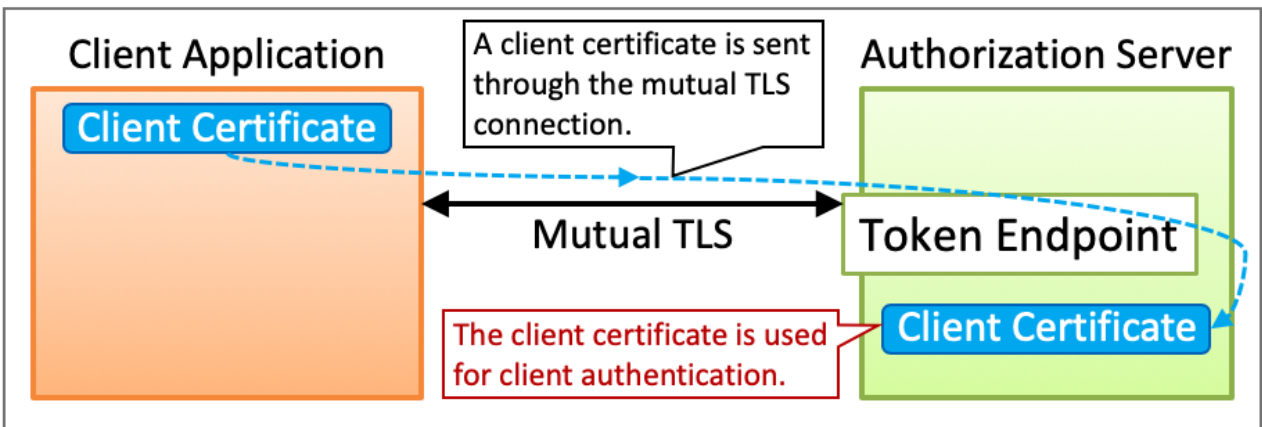 Client Application
A client certificate is sent
through the mutual TLS
connection.
Authorization Server
Client Certificate
Mutual TLS
Token Endpoint
The client certificate is used
for client authentication.
Client Certificate